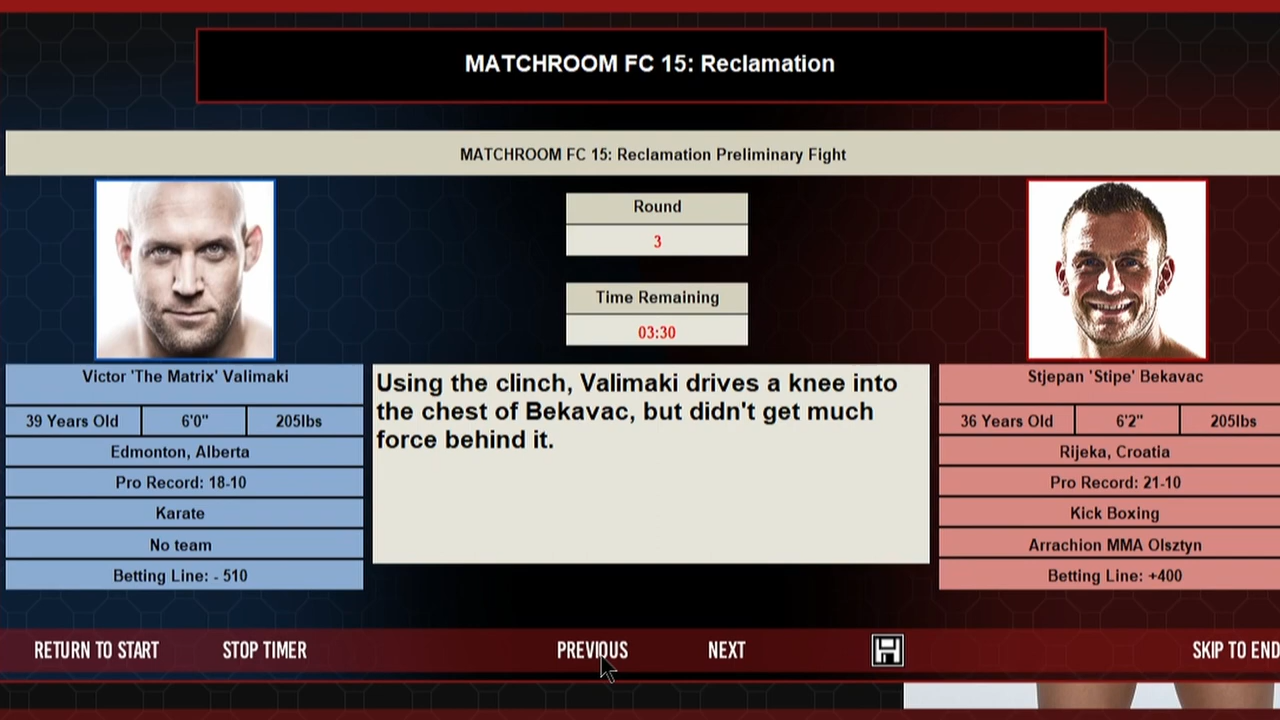 MATCHROOM FC 15: Reclamation
MATCHROOM FC 15: Reclamation Preliminary Fight
Round
3
Time Remaining
03:30
Victor 'The Matrix' Valimaki
39 Years Old
6'0"
205lbs
Edmonton, Alberta
Pro Record: 18-10
Karate
No team
Betting Line: - 510
Using the clinch, Valimaki drives a knee into
the chest of Bekavac, but didn't get much
force behind it.
Stjepan 'Stipe' Bekavac
36 Years Old
6'2"
205lbs
Rijeka, Croatia
Pro Record: 21-10
Kick Boxing
Arrachion MMA Olsztyn
Betting Line: +400
RETURN TO START
STOP TIMER
PREVIOUS
NEXT
SKIP TO END